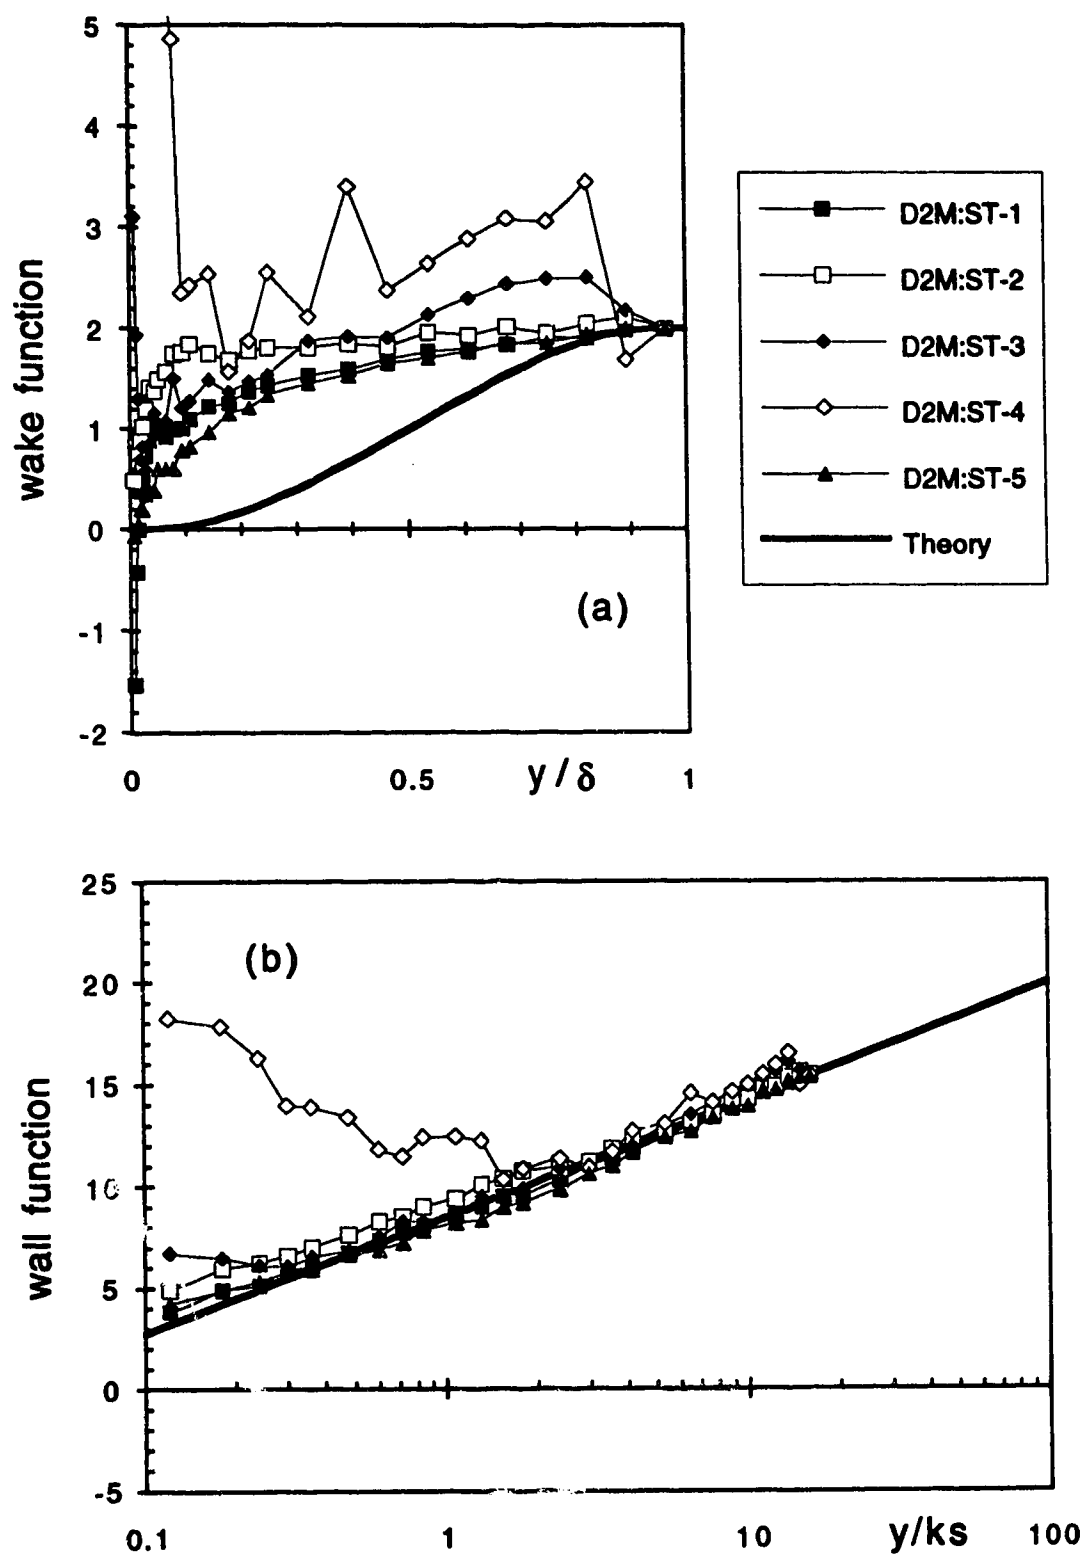 5
4
3
2
1
0
-1
-2
wake function
0
0.5
y/δ
1
(a)
D2M:ST-1
D2M:ST-2
D2M:ST-3
D2M:ST-4
D2M:ST-5
Theory
25
20
15
10
5
0
-5
wall function
(b)
0.1
1
10
y/ks
100